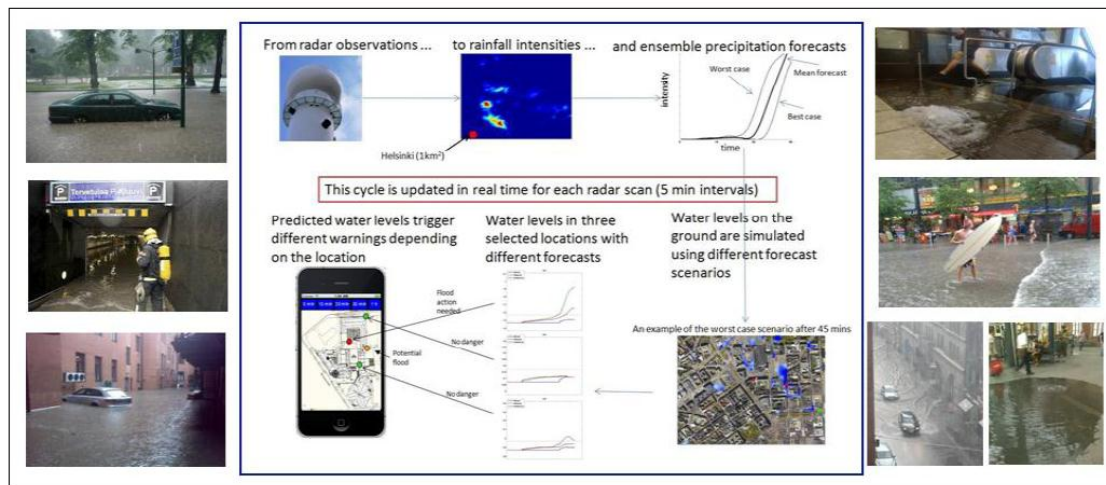 From radar observations ...
to rainfall intensities ...
and ensemble precipitation forecasts
Worst case
Mean forecast
Best case
intensity
time
Helsinki (1km²)
This cycle is updated in real time for each radar scan (5 min intervals)
Predicted water levels trigger
different warnings depending
on the location
Water levels in three
selected locations with
different forecasts
Water levels on the
ground are simulated
using different forecast
scenarios
Flood
action
needed
No danger
Potential
flood
No danger
An example of the worst case scenario after 45 mins